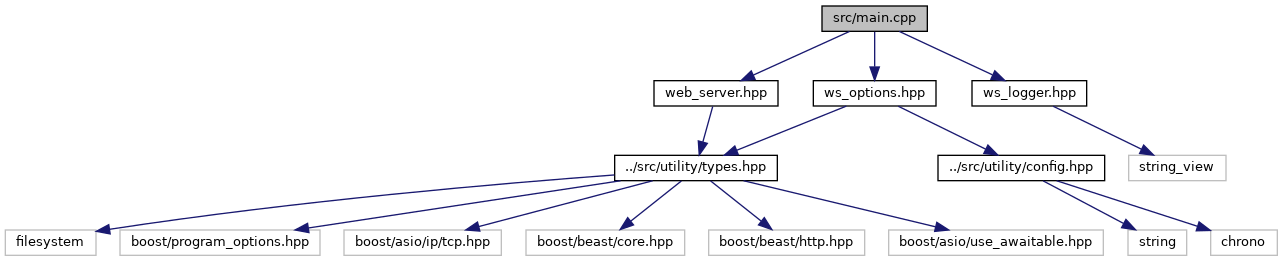 src/main.cpp
web_server.hpp
ws_options.hpp
ws_logger.hpp
../src/utility/types.hpp
../src/utility/config.hpp
string_view
filesystem
boost/program_options.hpp
boost/asio/ip/tcp.hpp
boost/beast/core.hpp
boost/beast/http.hpp
boost/asio/use_awaitable.hpp
string
chrono